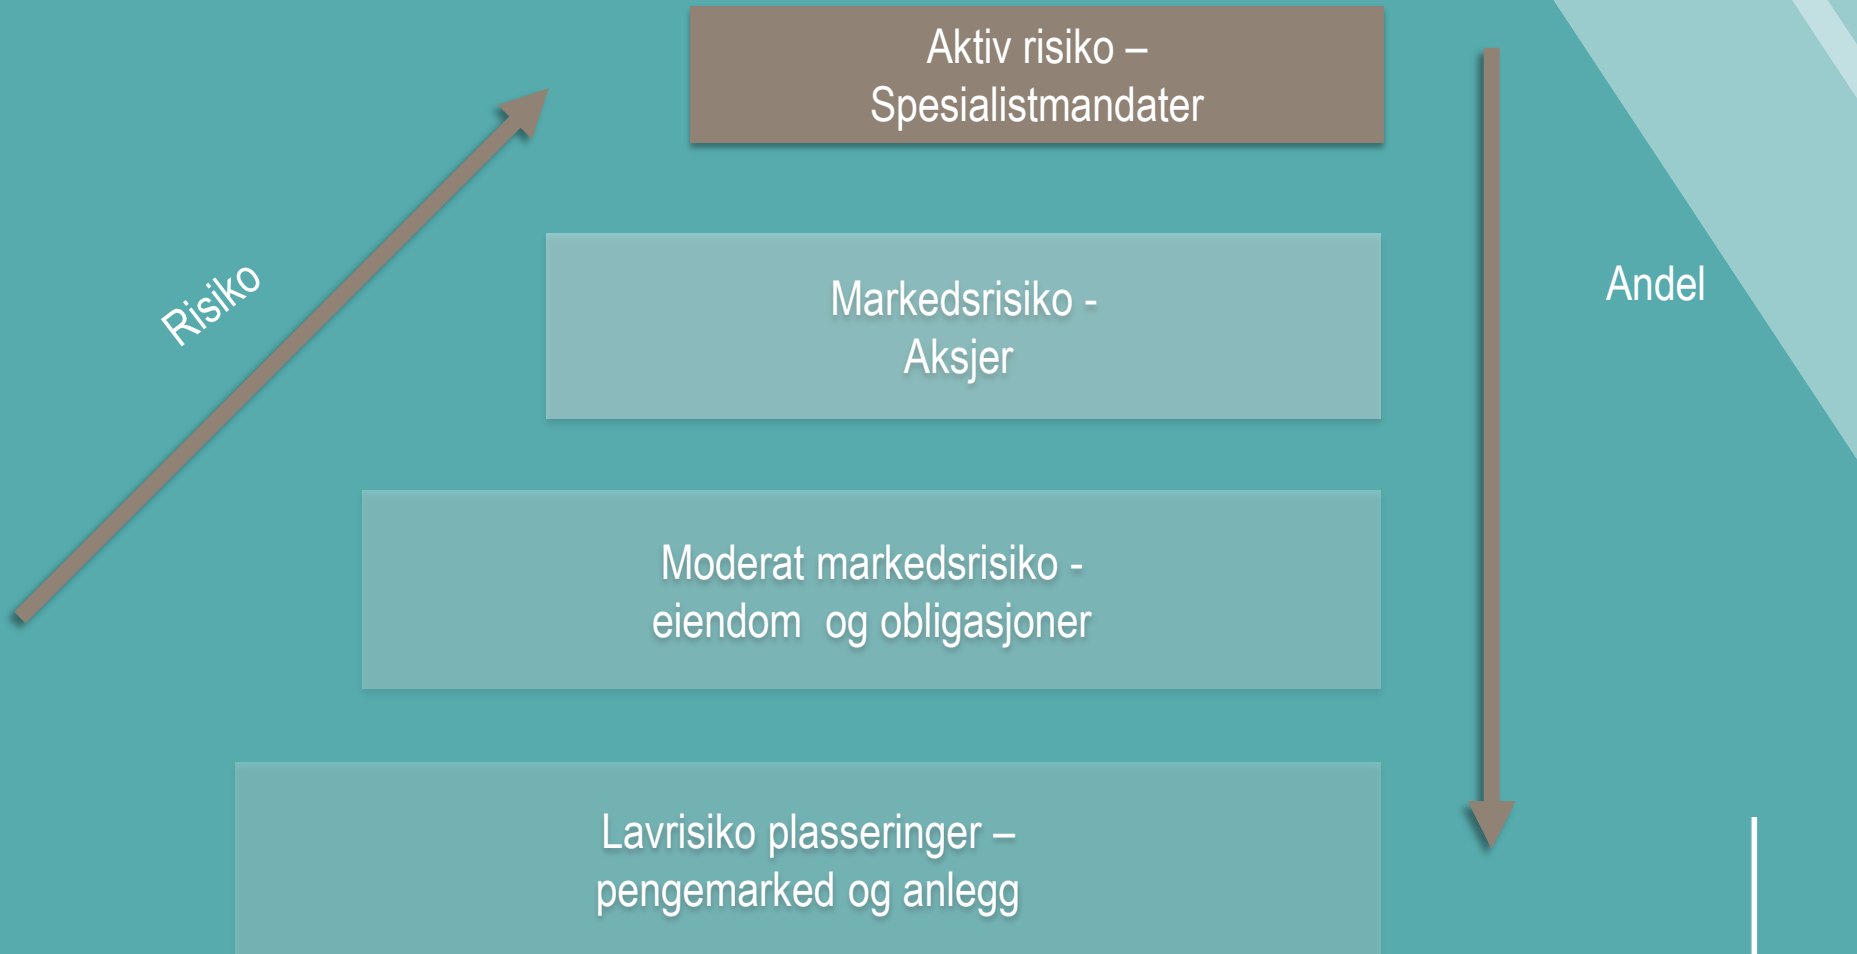 Aktiv risiko –
Spesialistmandater
Risiko
Markedsrisiko -
Aksjer
Andel
Moderat markedsrisiko -
eiendom  og obligasjoner
Lavrisiko plasseringer –
pengemarked og anlegg